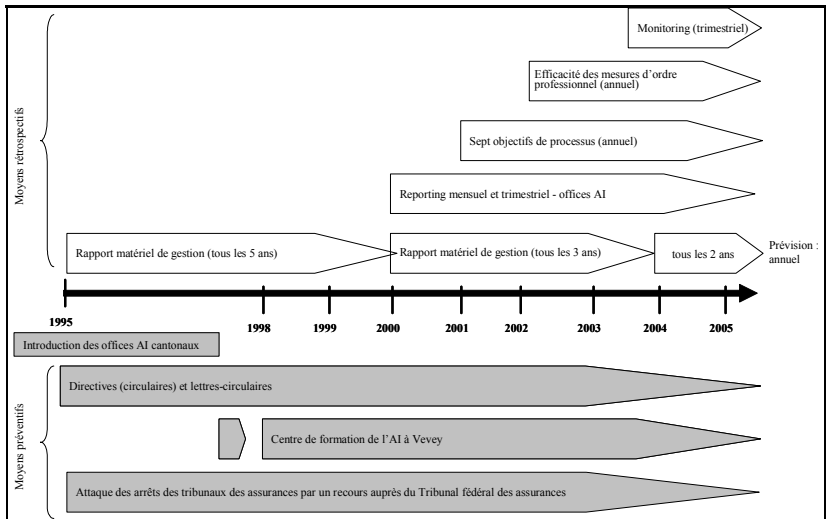 Monitoring (trimestriel)
Efficacité des mesures d'ordre
professionnel (annuel)
Sept objectifs de processus (annuel)
Reporting mensuel et trimestriel - offices AI
Moyens rétrospectifs
Rapport matériel de gestion (tous les 5 ans)
Rapport matériel de gestion (tous les 3 ans)
tous les 2 ans
Prévision :
annuel
1995
1998
1999
2000
2001
2002
2003
2004
2005
Introduction des offices AI cantonaux
Moyens préventifs
Directives (circulaires) et lettres-circulaires
Centre de formation de l'AI à Vevey
Attaque des arrêts des tribunaux des assurances par un recours auprès du Tribunal fédéral des assurances